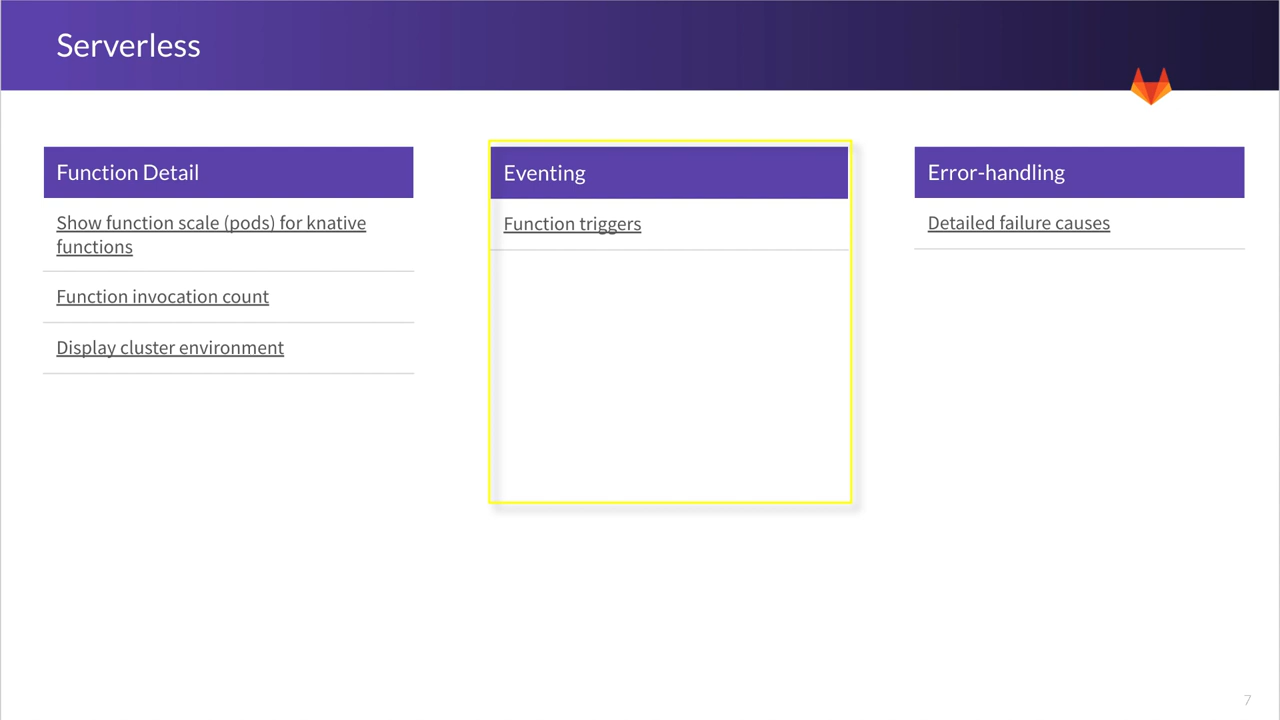 Serverless
Function Detail
Show function scale (pods) for knative
functions
Function invocation count
Display cluster environment
Eventing
Function triggers
Error-handling
Detailed failure causes
7